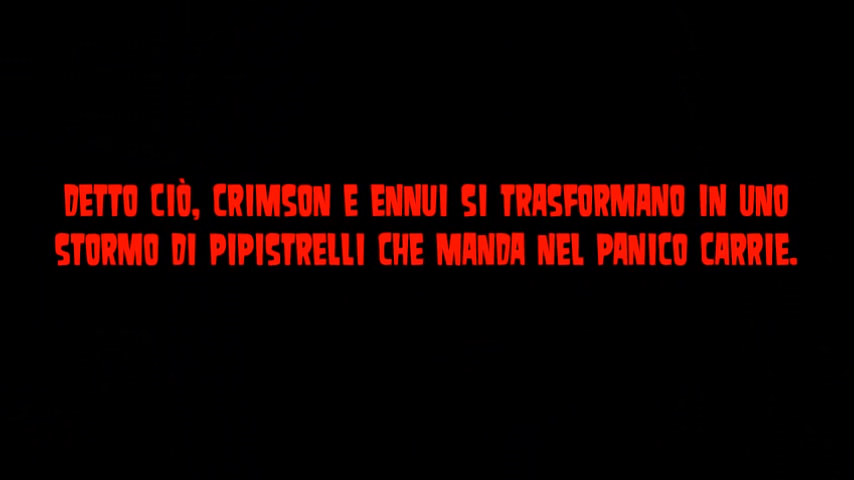 DETTO CIÒ, CRIMSON E ENNUI SI TRASFORMANO IN UNO
STORMO DI PIPISTRELLI CHE MANDA NEL PANICO CARRIE.